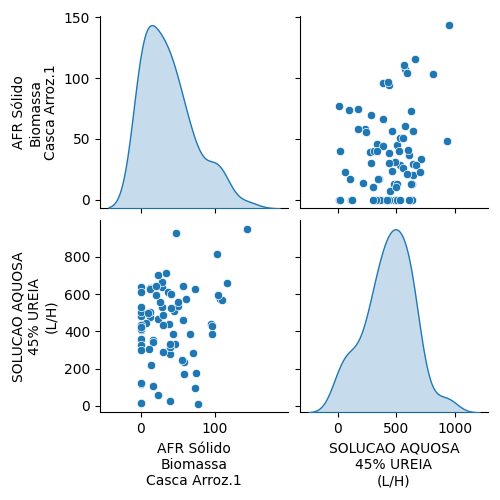 150
100
50
0
AFR Sólido
Biomassa
Casca Arroz.1
800
600
400
200
0
SOLUCAO AQUOSA
45% UREIA
(L/H)
0
100
AFR Sólido
Biomassa
Casca Arroz.1
0
500
1000
SOLUCAO AQUOSA
45% UREIA
(L/H)